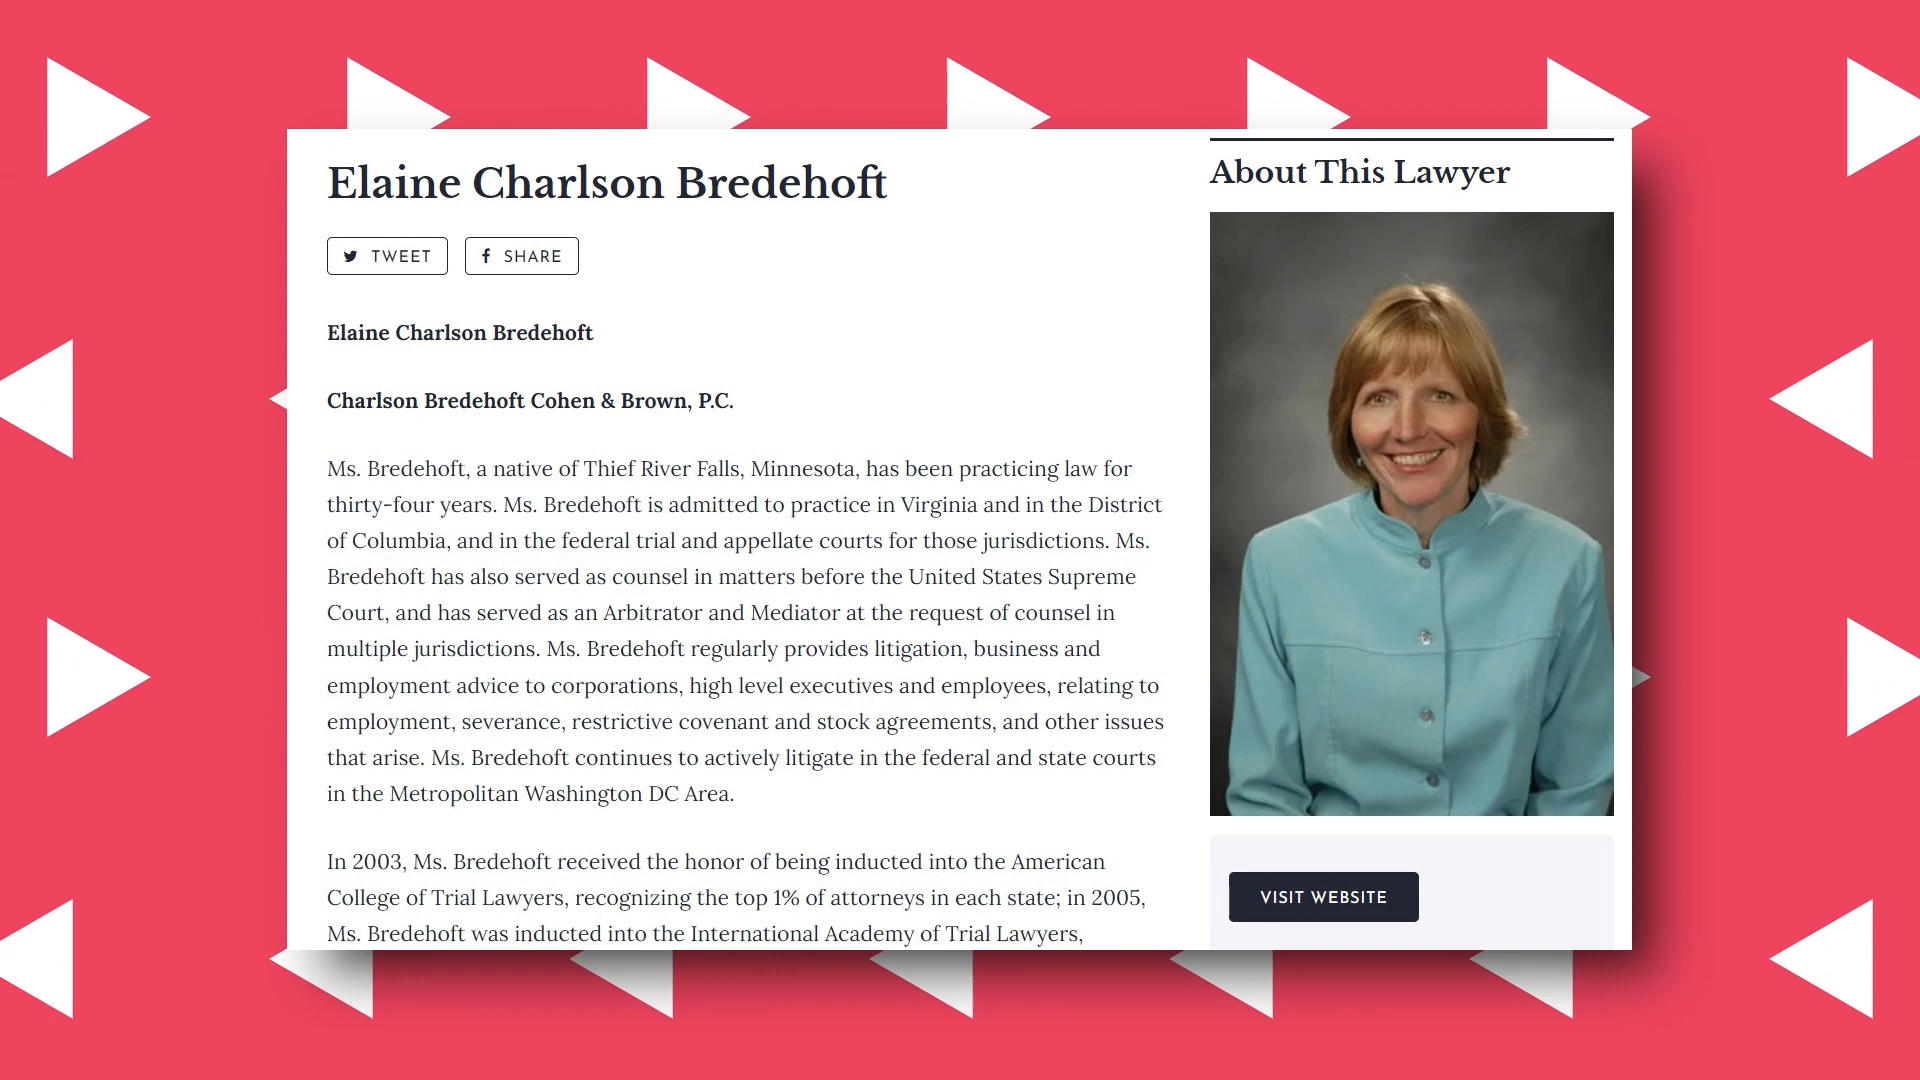 Elaine Charlson Bredehoft
TWEET
SHARE
Elaine Charlson Bredehoft
Charlson Bredehoft Cohen & Brown, P.C.
Ms. Bredehoft, a native of Thief River Falls, Minnesota, has been practicing law for
thirty-four years. Ms. Bredehoft is admitted to practice in Virginia and in the District
of Columbia, and in the federal trial and appellate courts for those jurisdictions. Ms.
Bredehoft has also served as counsel in matters before the United States Supreme
Court, and has served as an Arbitrator and Mediator at the request of counsel in
multiple jurisdictions. Ms. Bredehoft regularly provides litigation, business and
employment advice to corporations, high level executives and employees, relating to
employment, severance, restrictive covenant and stock agreements, and other issues
that arise. Ms. Bredehoft continues to actively litigate in the federal and state courts
in the Metropolitan Washington DC Area.
In 2003, Ms. Bredehoft received the honor of being inducted into the American
College of Trial Lawyers, recognizing the top 1% of attorneys in each state; in 2005,
Ms. Bredehoft was inducted into the International Academy of Trial Lawyers,
About This Lawyer
VISIT WEBSITE